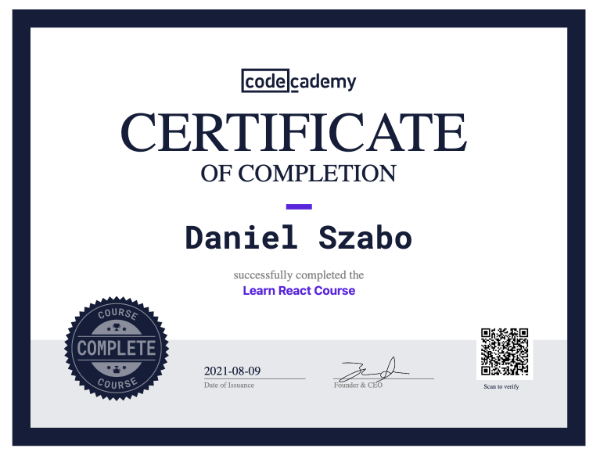 codecademy
CERTIFICATE
OF COMPLETION
Daniel Szabo
successfully completed the
Learn React Course
COURSE
COMPLETE
COURSE
2021-08-09
Date of Issuance
Founder & CEO
Scan to verify